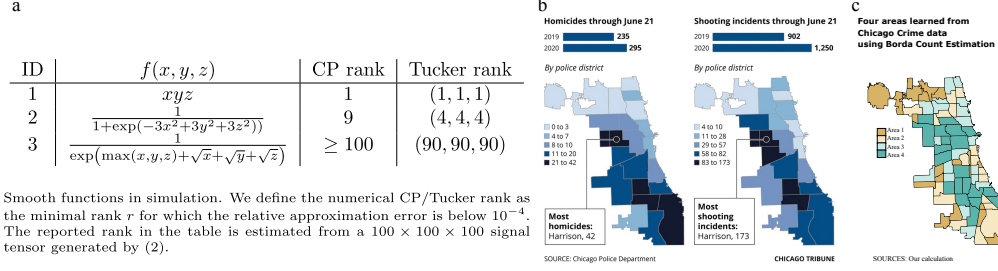 a
ID f(x, y, z) CP rank Tucker rank
1 xyz 1 (1, 1, 1)
2 1/(1+exp(−3x²+3y²+3z²)) 9 (4, 4, 4)
3 1/exp(max(x,y,z)+√x+√y+√z) ≥ 100 (90, 90, 90)
Smooth functions in simulation. We define the numerical CP/Tucker rank as
the minimal rank r for which the relative approximation error is below 10⁻⁴.
The reported rank in the table is estimated from a 100 × 100 × 100 signal
tensor generated by (2).
b
Homicides through June 21
2019 235
2020 295
By police district
0 to 3
4 to 7
8 to 10
11 to 20
21 to 42
Most
homicides:
Harrison, 42
SOURCE: Chicago Police Department
Shooting incidents through June 21
2019 902
2020 1,250
By police district
4 to 10
11 to 28
29 to 57
58 to 82
83 to 173
Most
shooting
incidents:
Harrison, 173
CHICAGO TRIBUNE
c
Four areas learned from
Chicago Crime data
using Borda Count Estimation
Area 1
Area 2
Area 3
Area 4
SOURCES: Our calculation